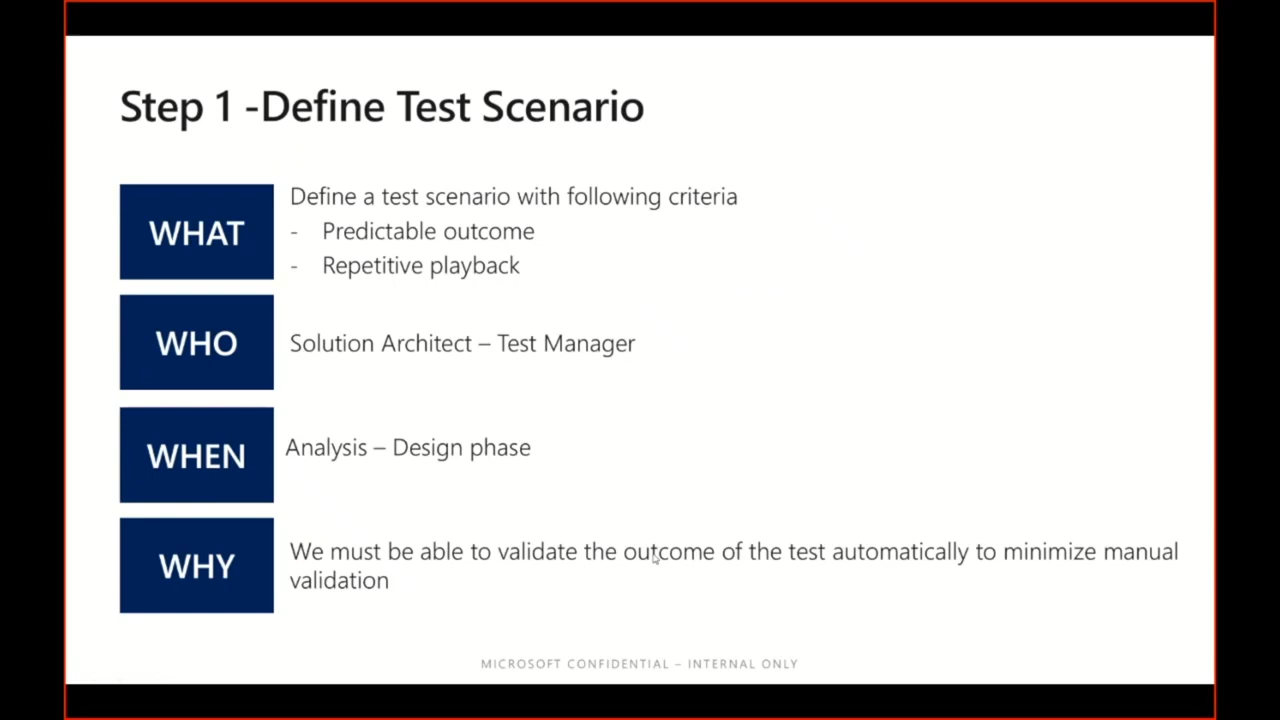 Step 1 -Define Test Scenario
WHAT
Define a test scenario with following criteria
- Predictable outcome
- Repetitive playback
WHO
Solution Architect – Test Manager
WHEN
Analysis – Design phase
WHY
We must be able to validate the outcome of the test automatically to minimize manual
validation
MICROSOFT CONFIDENTIAL – INTERNAL ONLY